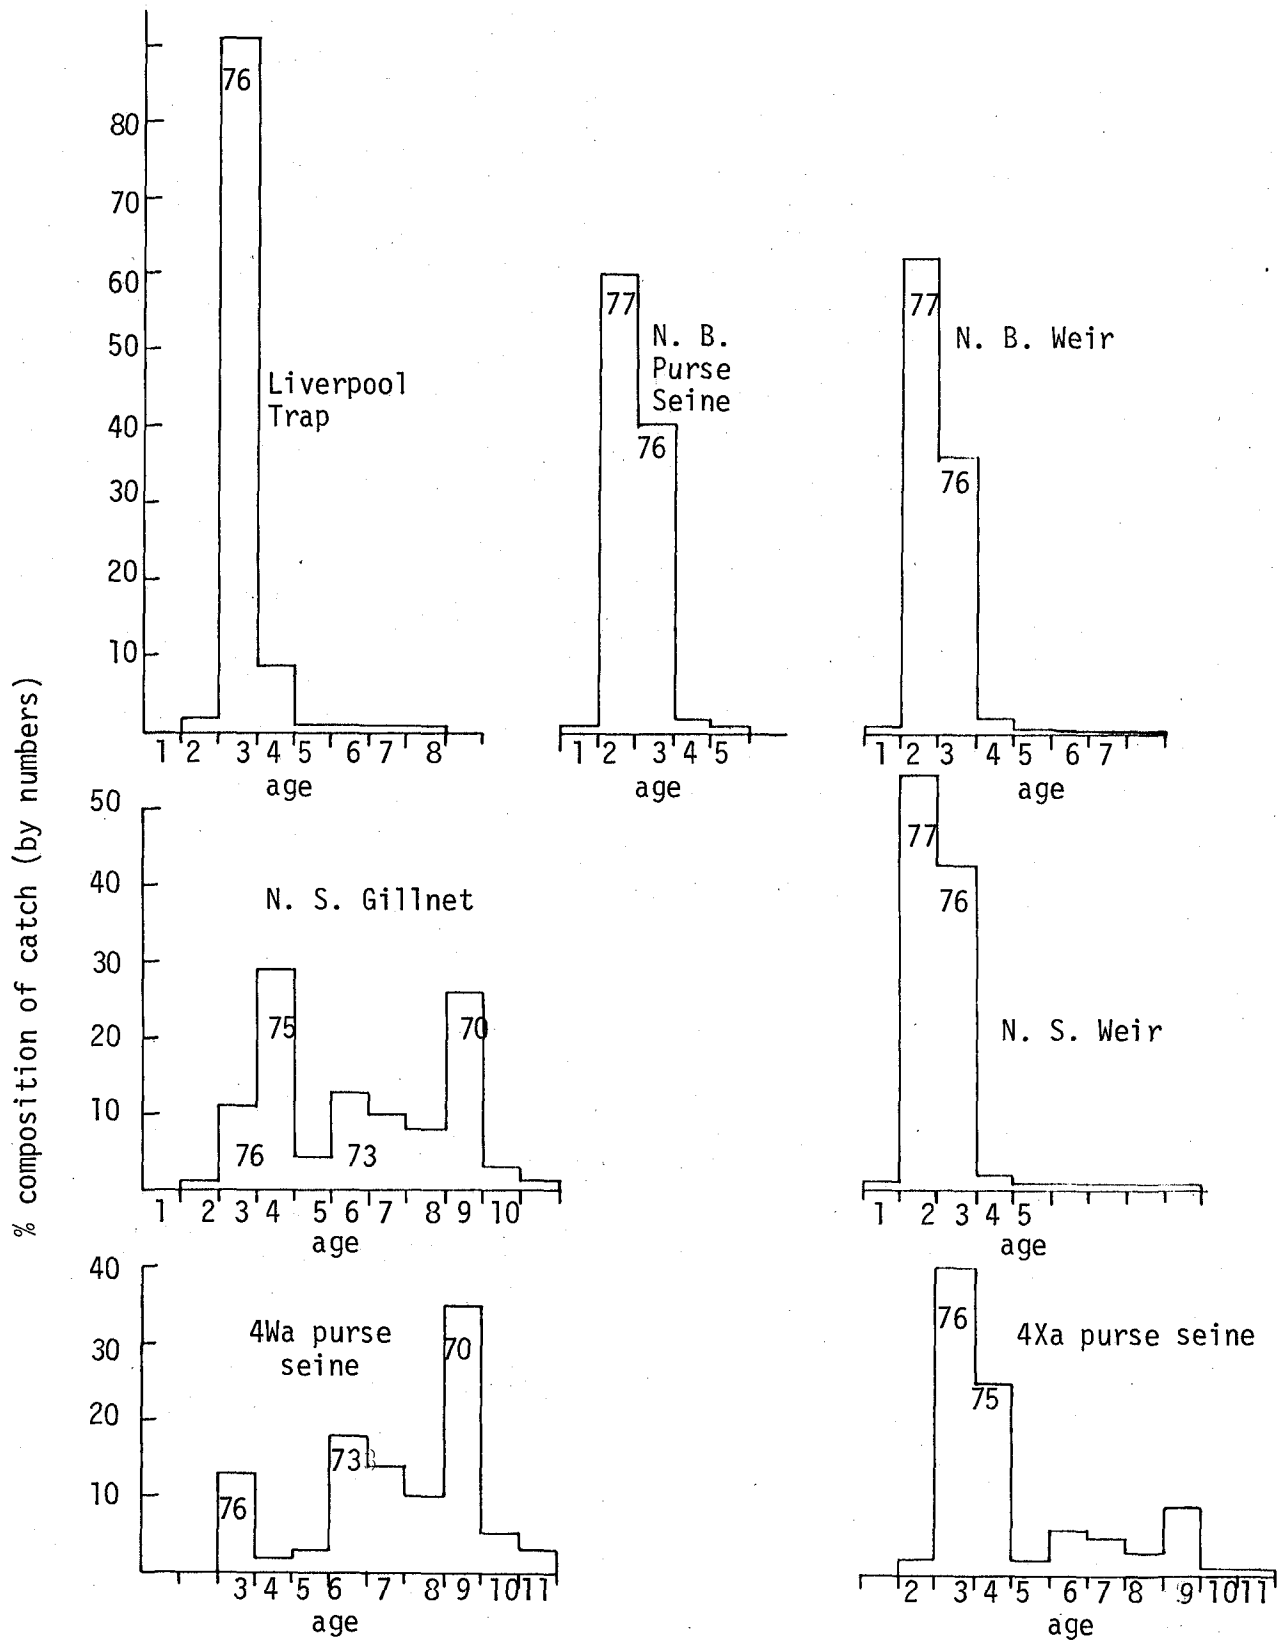 % composition of catch (by numbers)
80
70
60
50
40
30
20
10
76
Liverpool
Trap
1 2 3 4 5 6 7 8
age
77
N. B.
Purse
Seine
76
1 2 3 4 5
age
77
N. B. Weir
76
1 2 3 4 5 6 7
age
50
40
30
20
10
N. S. Gillnet
75
70
76
73
1 2 3 4 5 6 7 8 9 10
age
77
76
N. S. Weir
1 2 3 4 5
age
40
30
20
10
4Wa purse
seine
70
73
76
3 4 5 6 7 8 9 10 11
age
76
4Xa purse seine
75
2 3 4 5 6 7 8 9 10 11
age